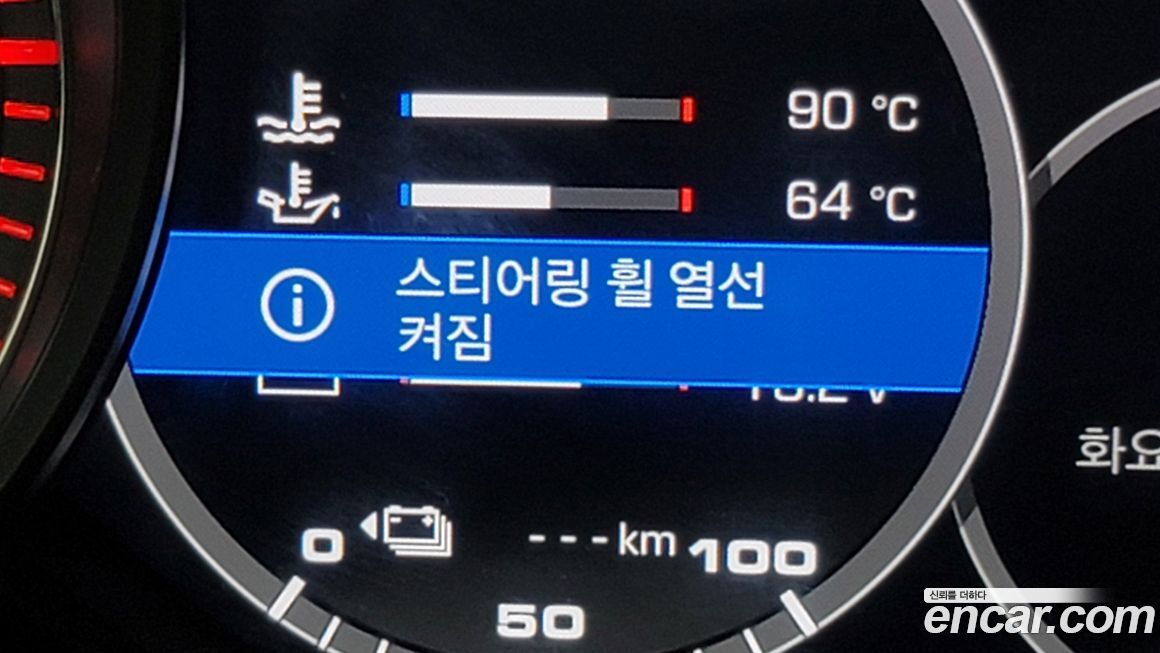 90 °C
64 °C
스티어링 휠 열선
켜짐
화요
0
---km
100
50
신뢰를 더하다
encar.com